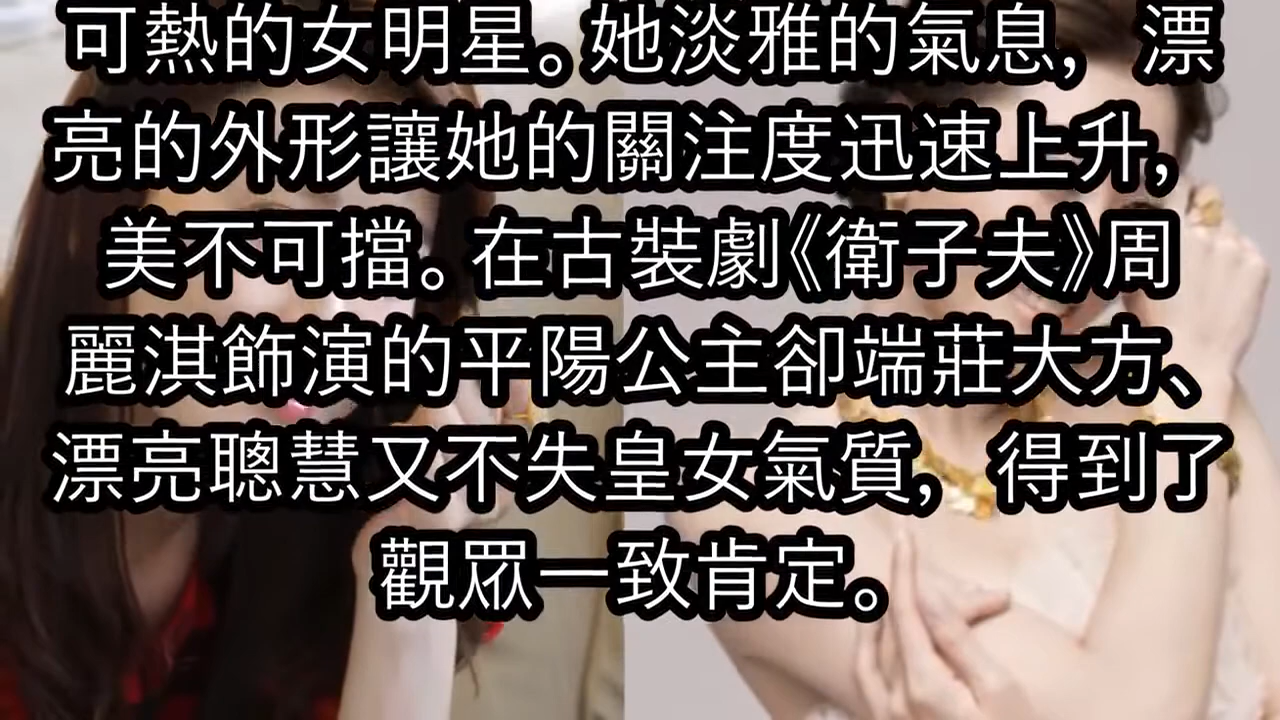 可熱的女明星。她淡雅的氣息，漂
亮的外形讓她的關注度迅速上升，
美不可擋。在古裝劇《衛子夫》周
麗淇飾演的平陽公主卻端莊大方、
漂亮聰慧又不失皇女氣質，得到了
觀眾一致肯定。